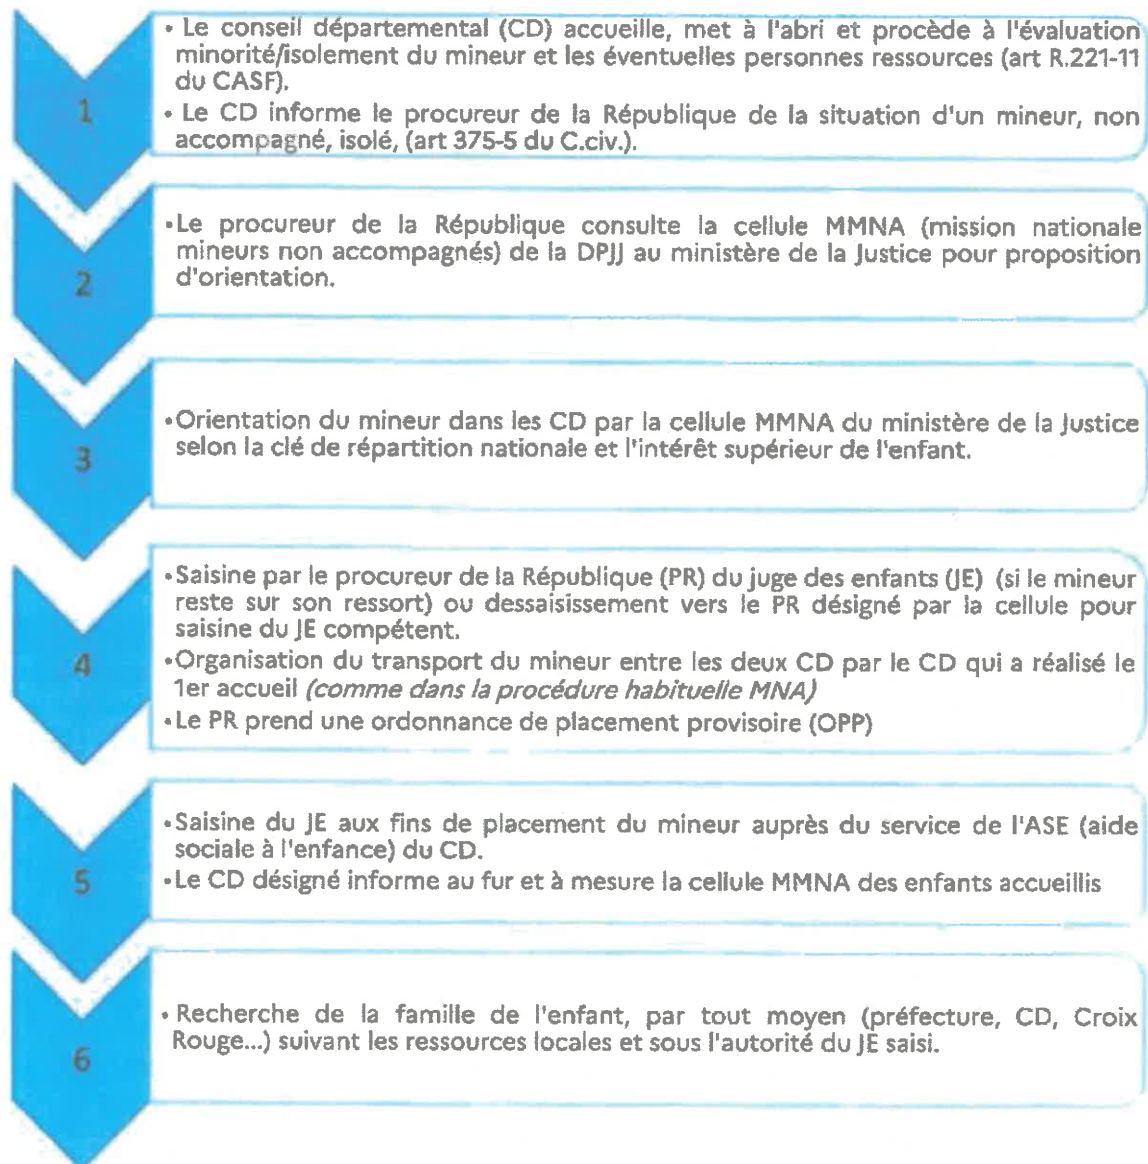 • Le conseil départemental (CD) accueille, met à l'abri et procède à l'évaluation
minorité/isolement du mineur et les éventuelles personnes ressources (art R.221-11
du CASF).
1
• Le CD informe le procureur de la République de la situation d'un mineur, non
accompagné, isolé, (art 375-5 du C.civ.).
•Le procureur de la République consulte la cellule MMNA (mission nationale
mineurs non accompagnés) de la DPJJ au ministère de la Justice pour proposition
d'orientation.
2
•Orientation du mineur dans les CD par la cellule MMNA du ministère de la Justice
selon la clé de répartition nationale et l'intérêt supérieur de l'enfant.
3
•Saisine par le procureur de la République (PR) du juge des enfants (JE) (si le mineur
reste sur son ressort) ou dessaisissement vers le PR désigné par la cellule pour
saisine du JE compétent.
4
•Organisation du transport du mineur entre les deux CD par le CD qui a réalisé le
1er accueil (comme dans la procédure habituelle MNA)
•Le PR prend une ordonnance de placement provisoire (OPP)
•Saisine du JE aux fins de placement du mineur auprès du service de l'ASE (aide
sociale à l'enfance) du CD.
5
•Le CD désigné informe au fur et à mesure la cellule MMNA des enfants accueillis
• Recherche de la famille de l'enfant, par tout moyen (préfecture, CD, Croix
Rouge...) suivant les ressources locales et sous l'autorité du JE saisi.
6